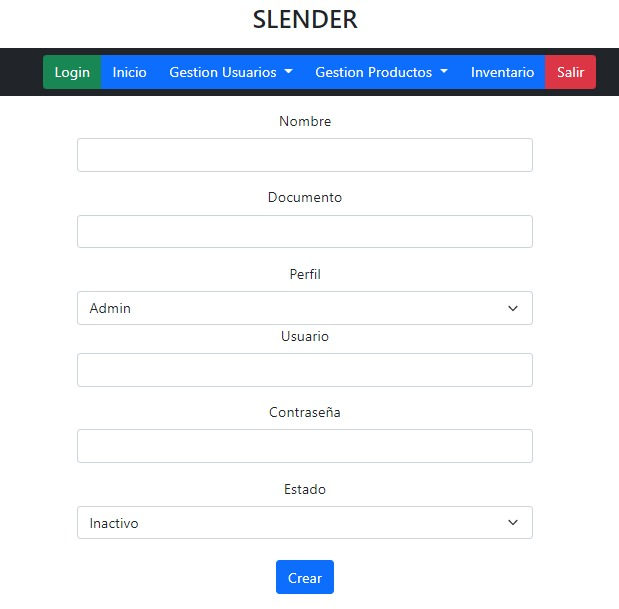 SLENDER
Login Inicio Gestion Usuarios Gestion Productos Inventario Salir
Nombre
Documento
Perfil
Admin
Usuario
Contraseña
Estado
Inactivo
Crear